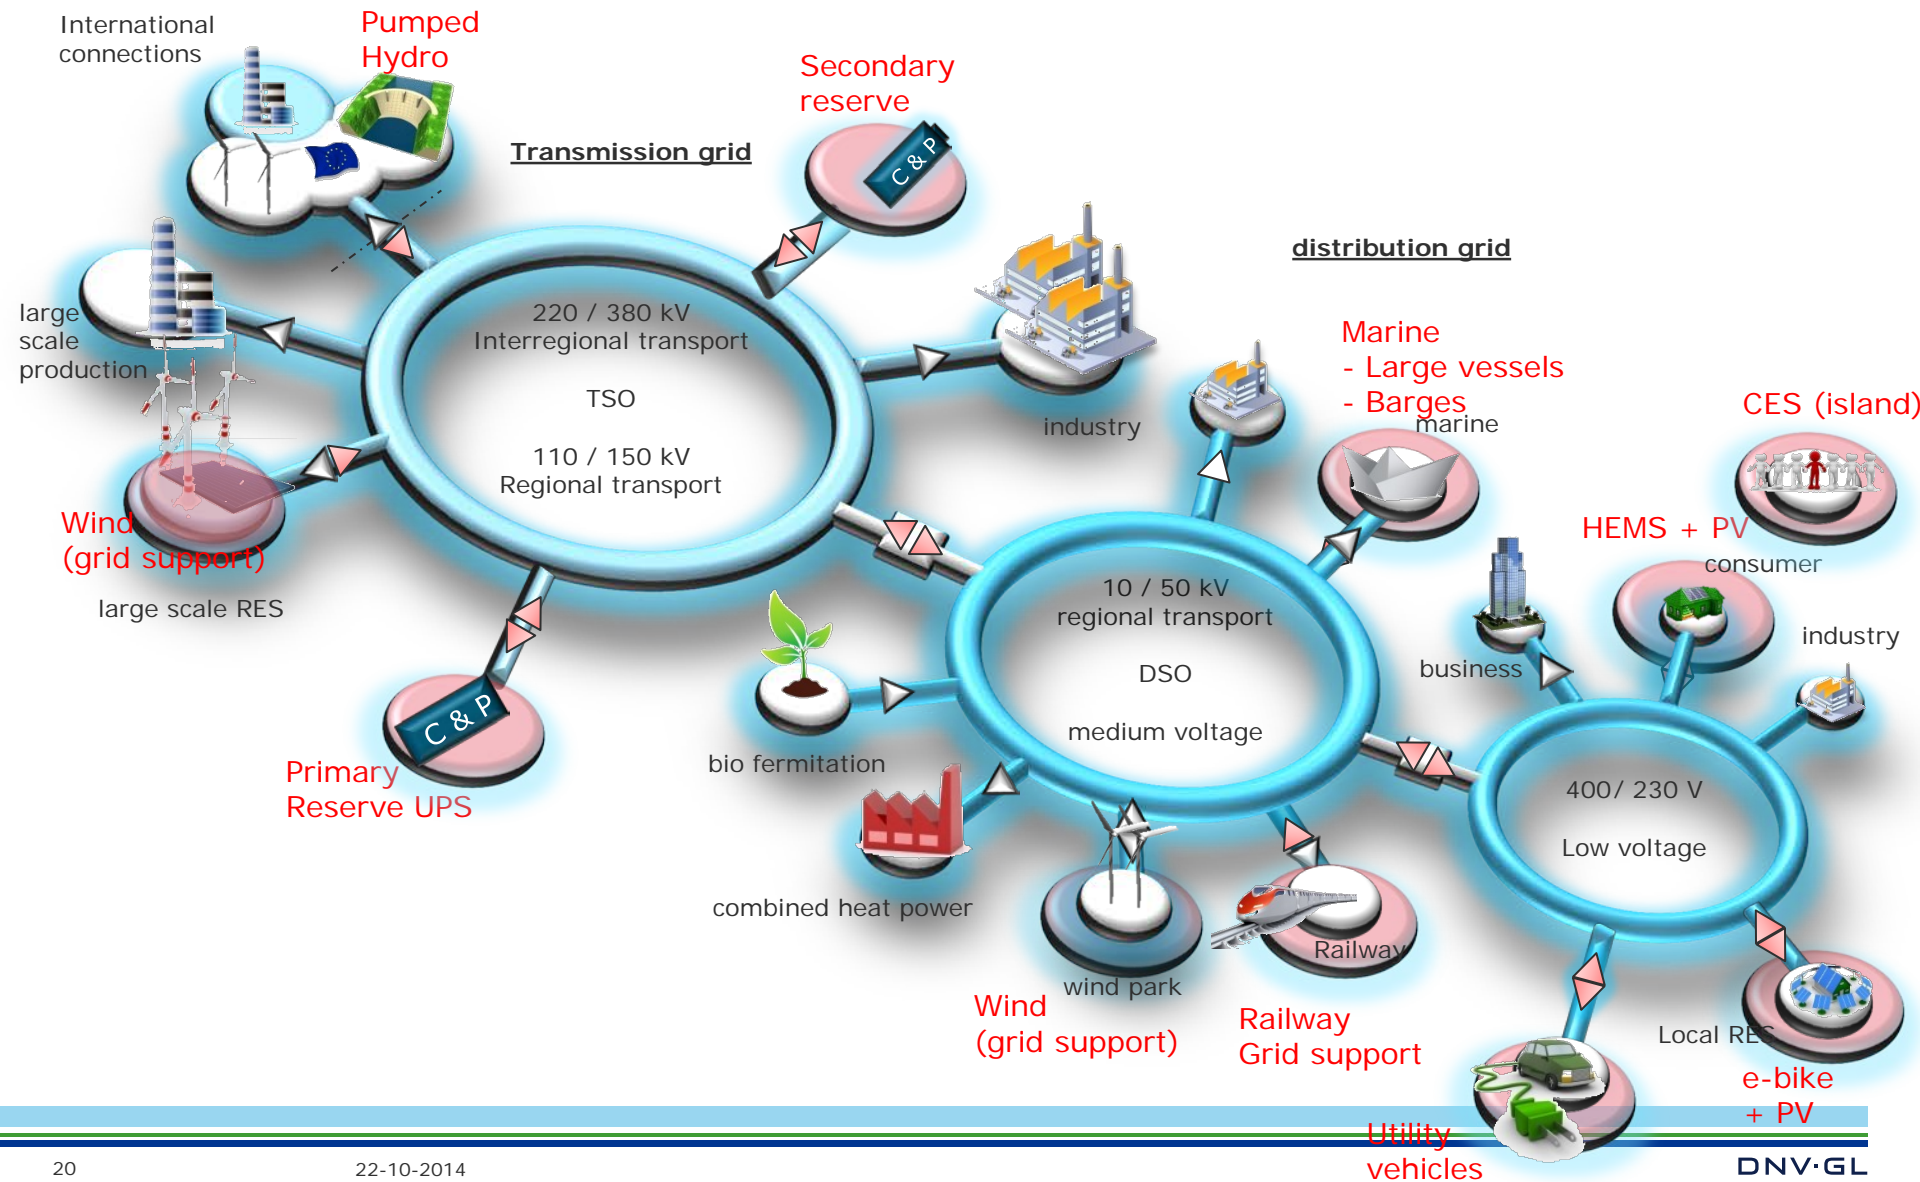 International
connections
Pumped
Hydro
Secondary
reserve
C & P
Transmission grid
distribution grid
large
scale
production
220 / 380 kV
Interregional transport
TSO
110 / 150 kV
Regional transport
industry
Marine
- Large vessels
- Barges
marine
CES (island)
Wind
(grid support)
large scale RES
HEMS + PV
consumer
10 / 50 kV
regional transport
DSO
medium voltage
business
industry
C & P
Primary
Reserve UPS
bio fermitation
400/ 230 V
Low voltage
combined heat power
Railway
wind park
Wind
(grid support)
Railway
Grid support
Local RES
e-bike
+ PV
Utility
vehicles
20
22-10-2014
DNV·GL